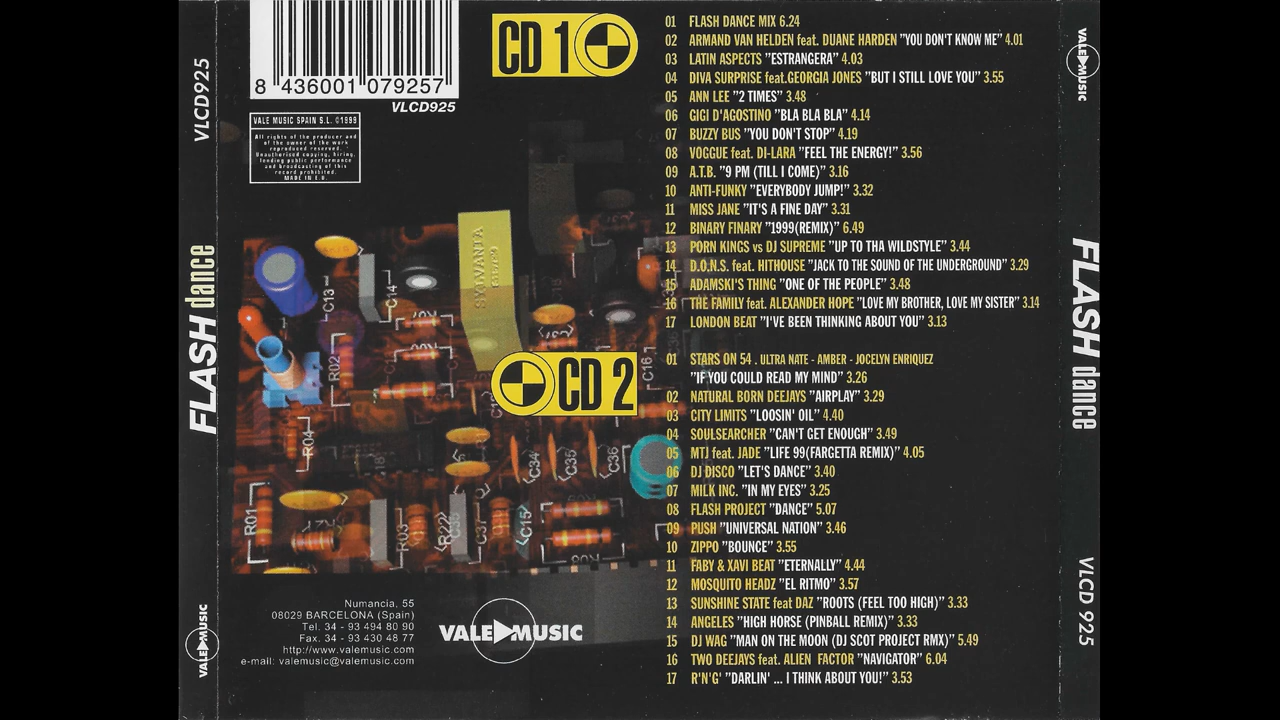 VLCD925
FLASH dance
VALE MUSIC
8 436001 079257
VLCD925
VALE MUSIC SPAIN S.L. ©1999
All rights of the producer and
of the owner of the work
reproduced reserved.
Unauthorised copying, hiring,
lending public performance
and broadcasting of this
record prohibited.
MADE IN E.U.
CD 1
01 FLASH DANCE MIX 6.24
02 ARMAND VAN HELDEN feat. DUANE HARDEN "YOU DON'T KNOW ME" 4.01
03 LATIN ASPECTS "ESTRANGERA" 4.03
04 DIVA SURPRISE feat.GEORGIA JONES "BUT I STILL LOVE YOU" 3.55
05 ANN LEE "2 TIMES" 3.48
06 GIGI D'AGOSTINO "BLA BLA BLA" 4.14
07 BUZZY BUS "YOU DON'T STOP" 4.19
08 VOGGUE feat. DI-LARA "FEEL THE ENERGY!" 3.56
09 A.T.B. "9 PM (TILL I COME)" 3.16
10 ANTI-FUNKY "EVERYBODY JUMP!" 3.32
11 MISS JANE "IT'S A FINE DAY" 3.31
12 BINARY FINARY "1999(REMIX)" 6.49
13 PORN KINGS vs DJ SUPREME "UP TO THA WILDSTYLE" 3.44
14 D.O.N.S. feat. HITHOUSE "JACK TO THE SOUND OF THE UNDERGROUND" 3.29
15 ADAMSKI'S THING "ONE OF THE PEOPLE" 3.48
16 THE FAMILY feat. ALEXANDER HOPE "LOVE MY BROTHER, LOVE MY SISTER" 3.14
17 LONDON BEAT "I'VE BEEN THINKING ABOUT YOU" 3.13
CD 2
01 STARS ON 54 . ULTRA NATE - AMBER - JOCELYN ENRIQUEZ
"IF YOU COULD READ MY MIND" 3.26
02 NATURAL BORN DEEJAYS "AIRPLAY" 3.29
03 CITY LIMITS "LOOSIN' OIL" 4.40
04 SOULSEARCHER "CAN'T GET ENOUGH" 3.49
05 MTJ feat. JADE "LIFE 99(FARGETTA REMIX)" 4.05
06 DJ DISCO "LET'S DANCE" 3.40
07 MILK INC. "IN MY EYES" 3.25
08 FLASH PROJECT "DANCE" 5.07
09 PUSH "UNIVERSAL NATION" 3.46
10 ZIPPO "BOUNCE" 3.55
11 FABY & XAVI BEAT "ETERNALLY" 4.44
12 MOSQUITO HEADZ "EL RITMO" 3.57
13 SUNSHINE STATE feat DAZ "ROOTS (FEEL TOO HIGH)" 3.33
14 ANGELES "HIGH HORSE (PINBALL REMIX)" 3.33
15 DJ WAG "MAN ON THE MOON (DJ SCOT PROJECT RMX)" 5.49
16 TWO DEEJAYS feat. ALIEN FACTOR "NAVIGATOR" 6.04
17 R'N'G' "DARLIN' ... I THINK ABOUT YOU!" 3.53
SYLVANIA
C13
C14
R02
C16
R04
C34
C35
C36
R01
R03
R22
C37
C15
Numancia, 55
08029 BARCELONA (Spain)
Tel. 34 - 93 494 80 90
Fax. 34 - 93 430 48 77
http://www.valemusic.com
e-mail: valemusic@valemusic.com
VALE MUSIC
VALE MUSIC
FLASH dance
VLCD 925